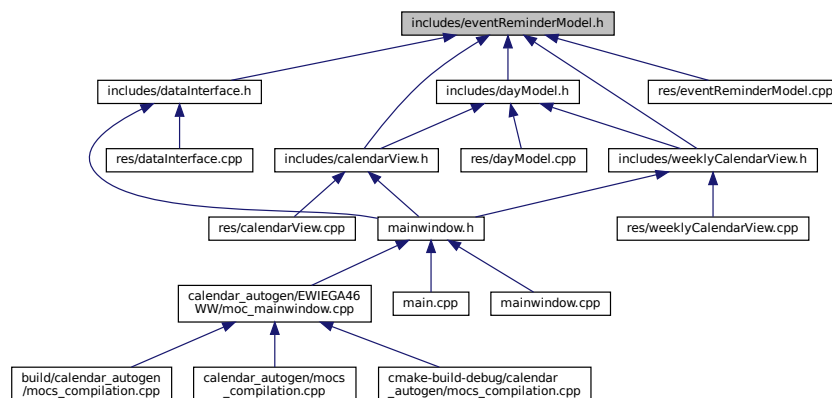 includes/eventReminderModel.h
includes/dataInterface.h
includes/dayModel.h
res/eventReminderModel.cpp
res/dataInterface.cpp
includes/calendarView.h
res/dayModel.cpp
includes/weeklyCalendarView.h
res/calendarView.cpp
mainwindow.h
res/weeklyCalendarView.cpp
calendar_autogen/EWIEGA46
WW/moc_mainwindow.cpp
main.cpp
mainwindow.cpp
build/calendar_autogen
/mocs_compilation.cpp
calendar_autogen/mocs
_compilation.cpp
cmake-build-debug/calendar
_autogen/mocs_compilation.cpp